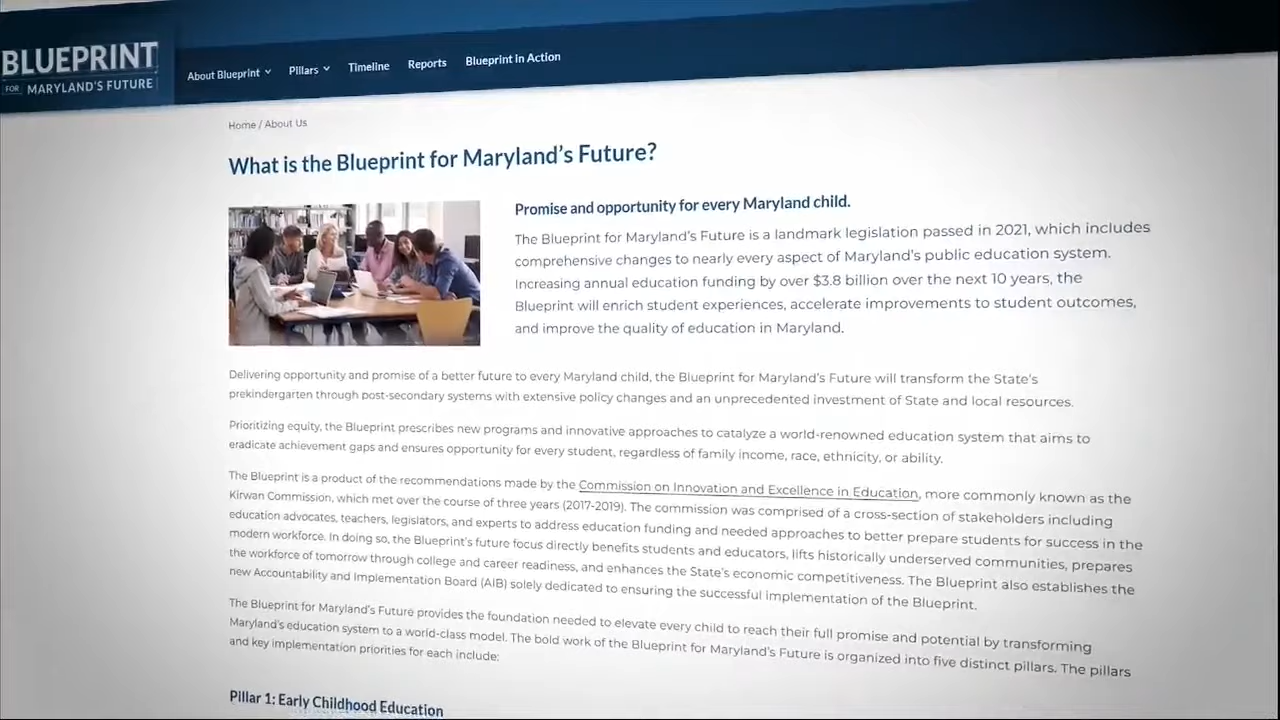 BLUEPRINT
FOR MARYLAND'S FUTURE
About Blueprint
Pillars
Timeline
Reports
Blueprint in Action
Home / About Us
What is the Blueprint for Maryland's Future?
Promise and opportunity for every Maryland child.
The Blueprint for Maryland's Future is a landmark legislation passed in 2021, which includes
comprehensive changes to nearly every aspect of Maryland's public education system.
Increasing annual education funding by over $3.8 billion over the next 10 years, the
Blueprint will enrich student experiences, accelerate improvements to student outcomes,
and improve the quality of education in Maryland.
Delivering opportunity and promise of a better future to every Maryland child, the Blueprint for Maryland's Future will transform the State's
prekindergarten through post-secondary systems with extensive policy changes and an unprecedented investment of State and local resources.
Prioritizing equity, the Blueprint prescribes new programs and innovative approaches to catalyze a world-renowned education system that aims to
eradicate achievement gaps and ensures opportunity for every student, regardless of family income, race, ethnicity, or ability.
The Blueprint is a product of the recommendations made by the Commission on Innovation and Excellence in Education, more commonly known as the
Kirwan Commission, which met over the course of three years (2017-2019). The commission was comprised of a cross-section of stakeholders including
education advocates, teachers, legislators, and experts to address education funding and needed approaches to better prepare students for success in the
modern workforce. In doing so, the Blueprint's future focus directly benefits students and educators, lifts historically underserved communities, prepares
the workforce of tomorrow through college and career readiness, and enhances the State's economic competitiveness. The Blueprint also establishes the
new Accountability and Implementation Board (AIB) solely dedicated to ensuring the successful implementation of the Blueprint.
The Blueprint for Maryland's Future provides the foundation needed to elevate every child to reach their full promise and potential by transforming
Maryland's education system to a world-class model. The bold work of the Blueprint for Maryland's Future is organized into five distinct pillars. The pillars
and key implementation priorities for each include:
Pillar 1: Early Childhood Education